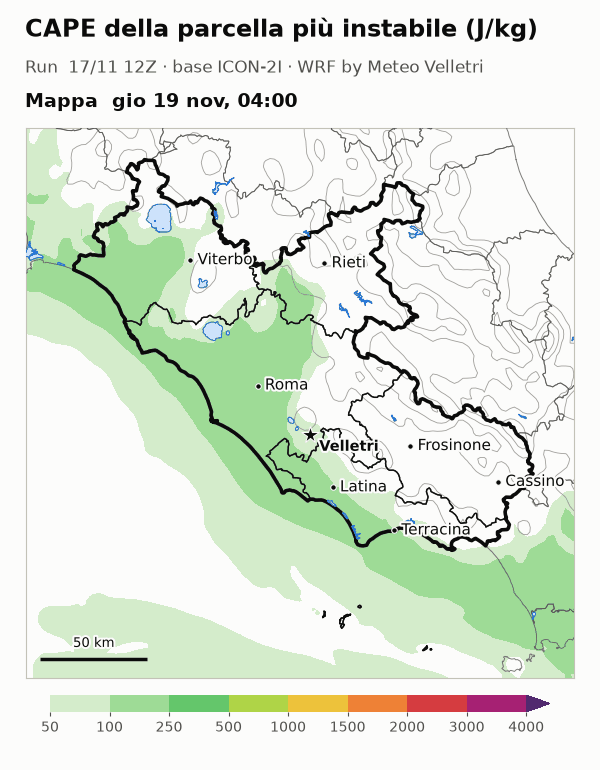 CAPE della parcella più instabile (J/kg)
Run  17/11 12Z · base ICON-2I · WRF by Meteo Velletri
Mappa  gio 19 nov, 04:00
Viterbo
Rieti
Roma
Velletri
Frosinone
Cassino
Latina
Terracina
50 km
50 100 250 500 1000 1500 2000 3000 4000